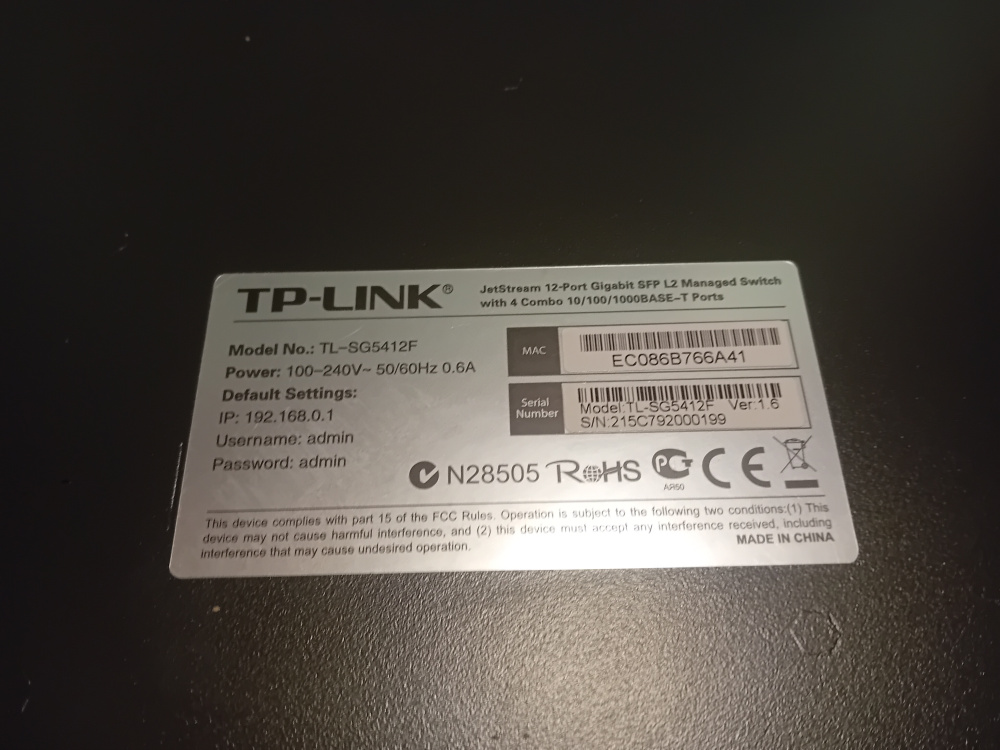 TP-LINK®
JetStream 12-Port Gigabit SFP L2 Managed Switch
with 4 Combo 10/100/1000BASE-T Ports
Model No.: TL-SG5412F
Power: 100-240V~ 50/60Hz 0.6A
Default Settings:
IP: 192.168.0.1
Username: admin
Password: admin
MAC
EC086B766A41
Serial
Number
Model:TL-SG5412F Ver:1.6
S/N:215C792000199
N28505 RoHS PG CE
АЯ50
This device complies with part 15 of the FCC Rules. Operation is subject to the following two conditions:(1) This
device may not cause harmful interference, and (2) this device must accept any interference received, including
interference that may cause undesired operation.
MADE IN CHINA